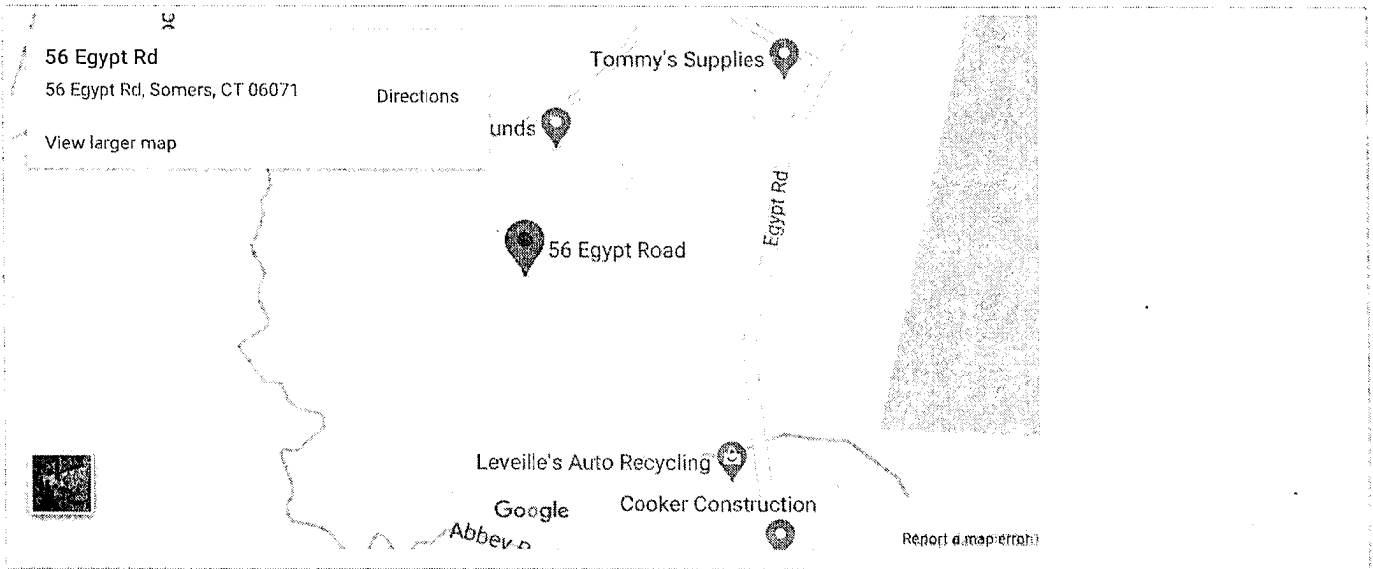 56 Egypt Rd
56 Egypt Rd, Somers, CT 06071
Directions
View larger map
Tommy's Supplies
unds
Egypt Rd
56 Egypt Road
Leveille's Auto Recycling
Google
Cooker Construction
Abbey
Report a map error